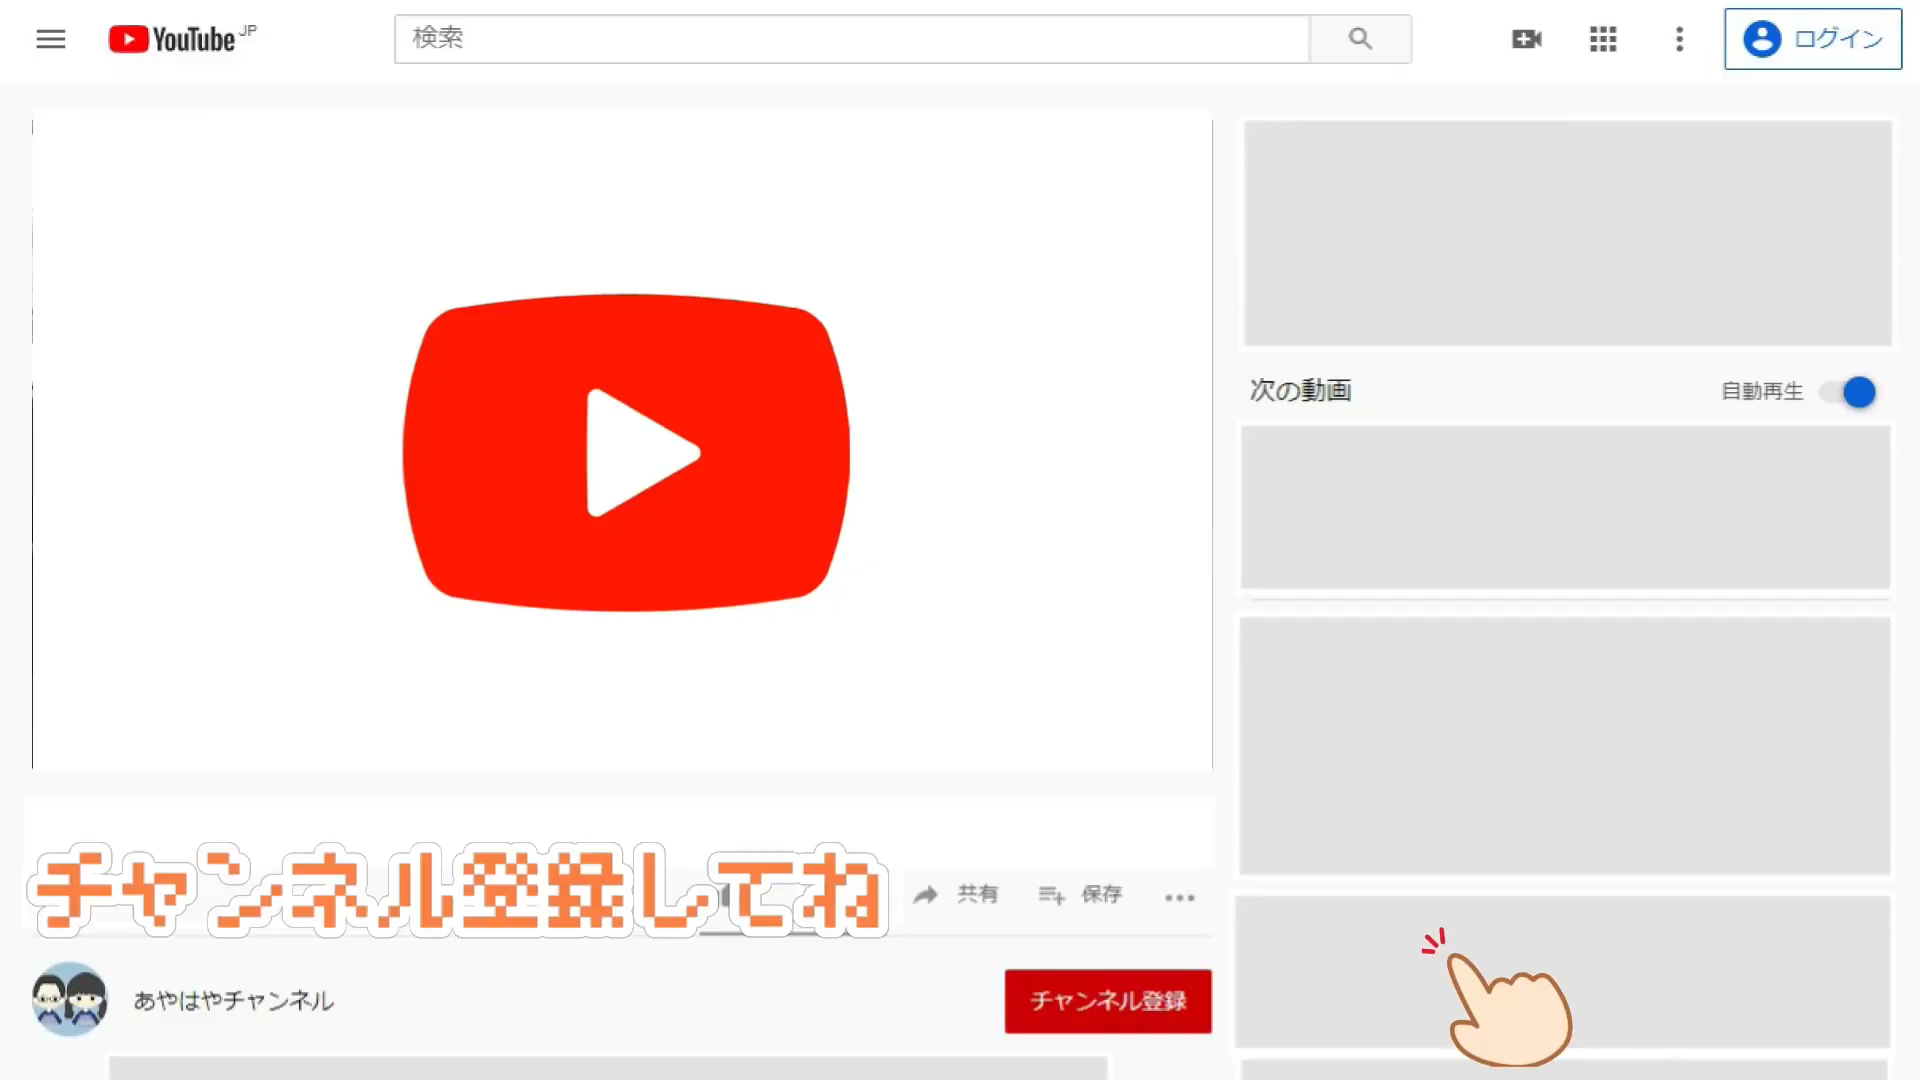 YouTube JP
検索
ログイン
次の動画
自動再生
チャンネル登録してね
共有
保存
あやはやチャンネル
チャンネル登録